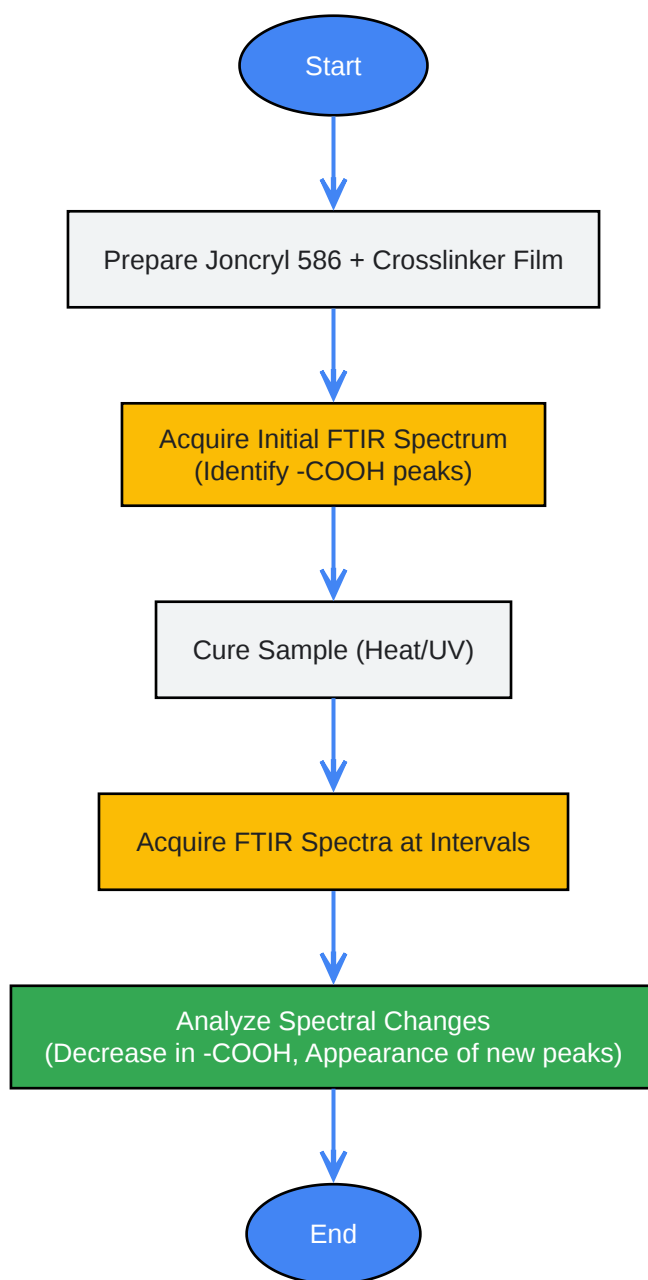 Start
Prepare Joncryl 586 + Crosslinker Film
Acquire Initial FTIR Spectrum
(Identify -COOH peaks)
Cure Sample (Heat/UV)
Acquire FTIR Spectra at Intervals
Analyze Spectral Changes
(Decrease in -COOH, Appearance of new peaks)
End